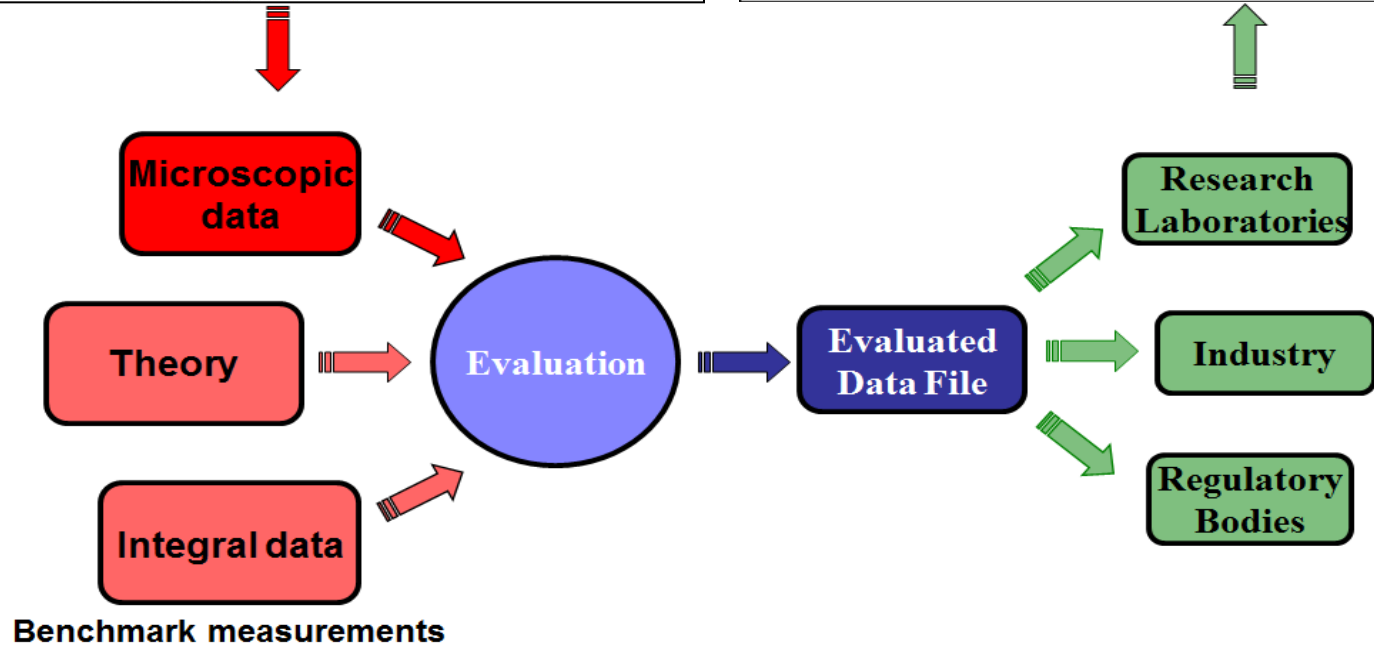 Microscopic
data
Theory
Integral data
Benchmark measurements
Evaluation
Evaluated
Data File
Research
Laboratories
Industry
Regulatory
Bodies